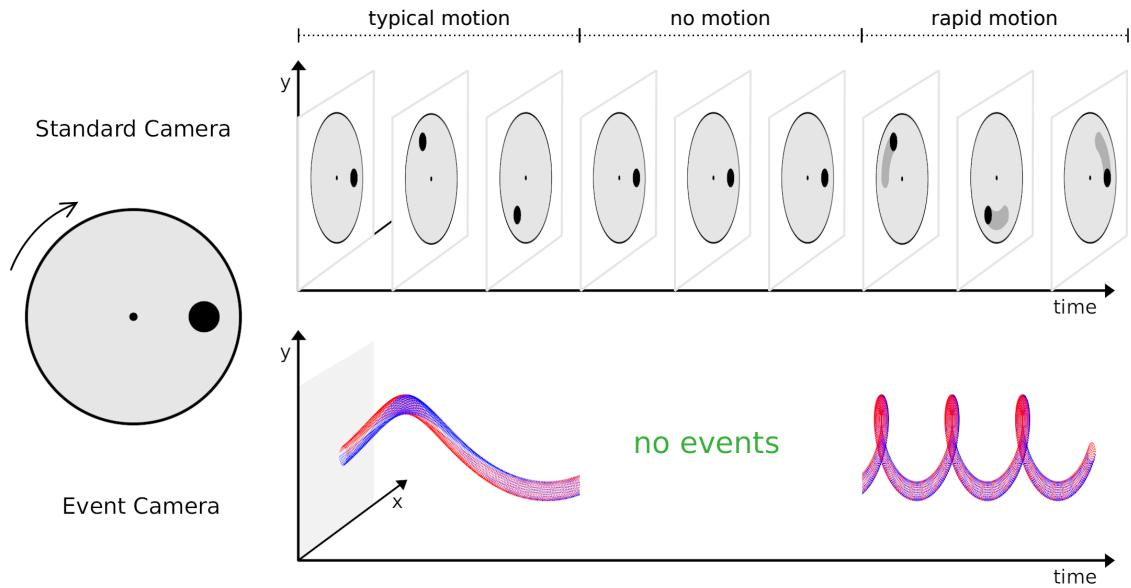 typical motion
no motion
rapid motion
y
Standard Camera
time
y
no events
Event Camera
x
time